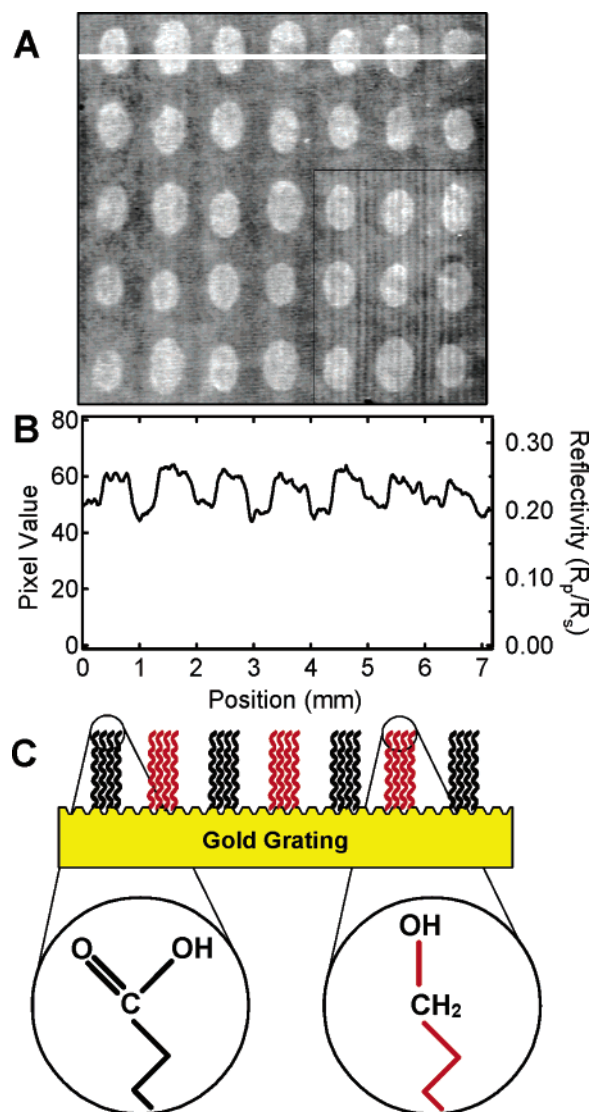 A
B
80
60
40
20
0
Pixel Value
0.30
0.20
0.10
0.00
Reflectivity (Rp/Rs)
0 1 2 3 4 5 6 7
Position (mm)
C
Gold Grating
O OH
C
OH
CH₂